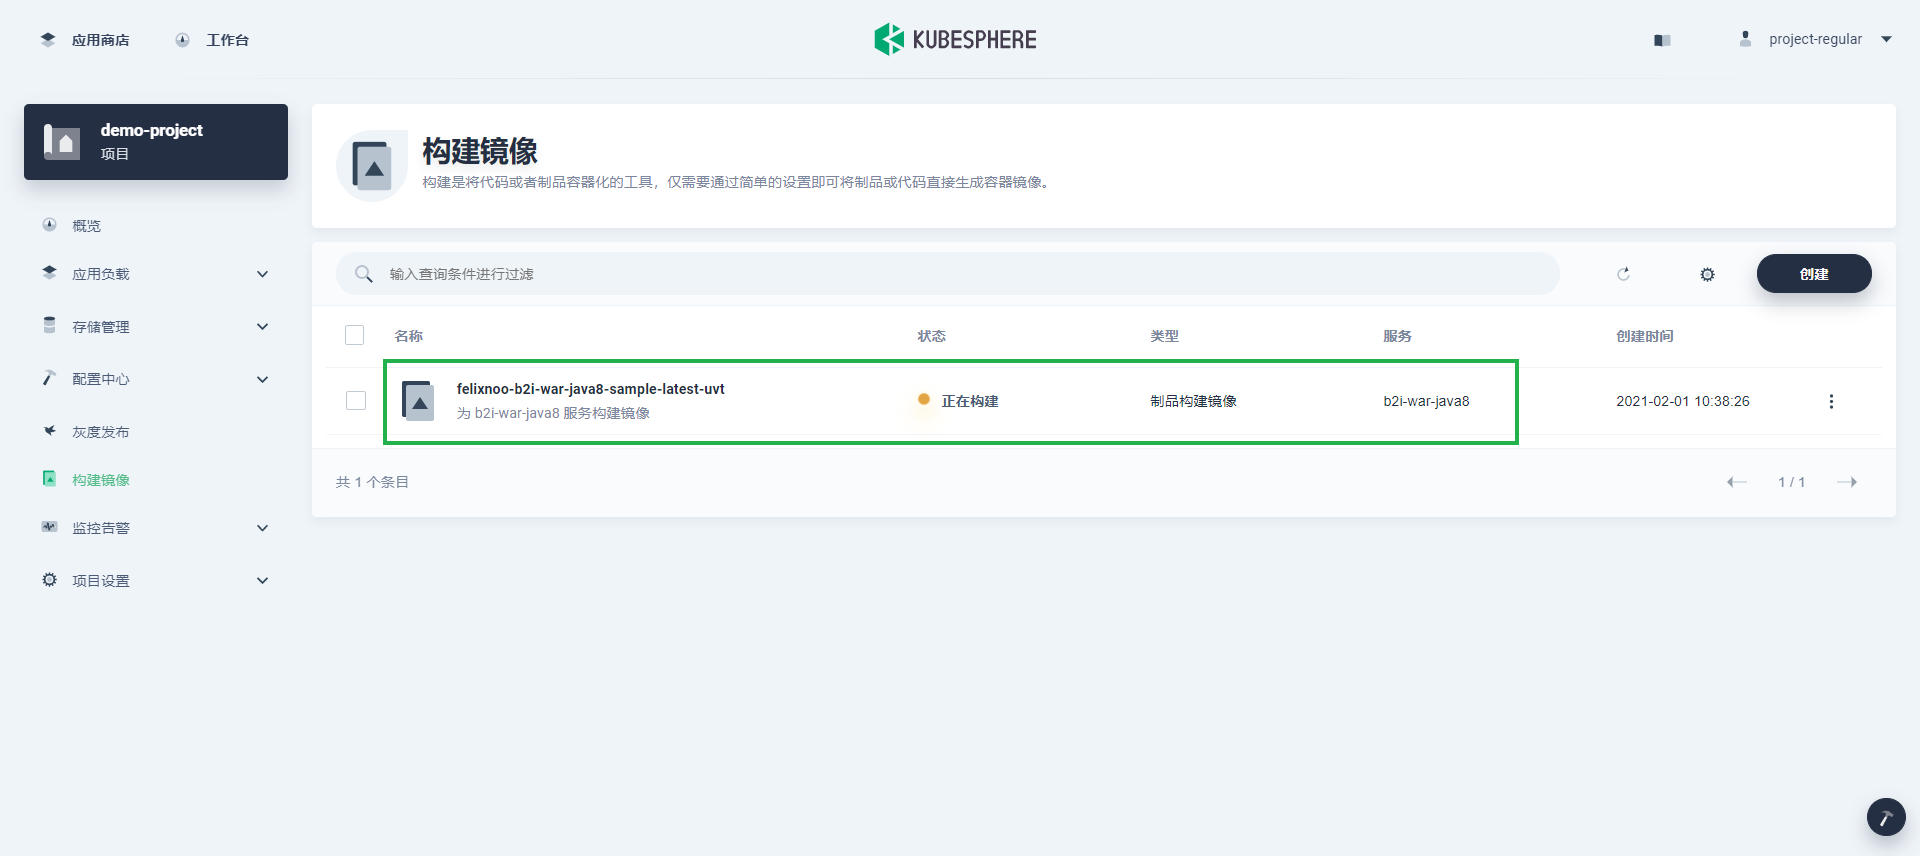 应用商店
工作台
KUBESPHERE
project-regular
demo-project
项目
概览
应用负载
存储管理
配置中心
灰度发布
构建镜像
监控告警
项目设置
构建镜像
构建是将代码或者制品容器化的工具，仅需要通过简单的设置即可将制品或代码直接生成容器镜像。
输入查询条件进行过滤
创建
名称 状态 类型 服务 创建时间
felixnoo-b2i-war-java8-sample-latest-uvt
为 b2i-war-java8 服务构建镜像
正在构建 制品构建镜像 b2i-war-java8 2021-02-01 10:38:26
共 1 个条目
1 / 1